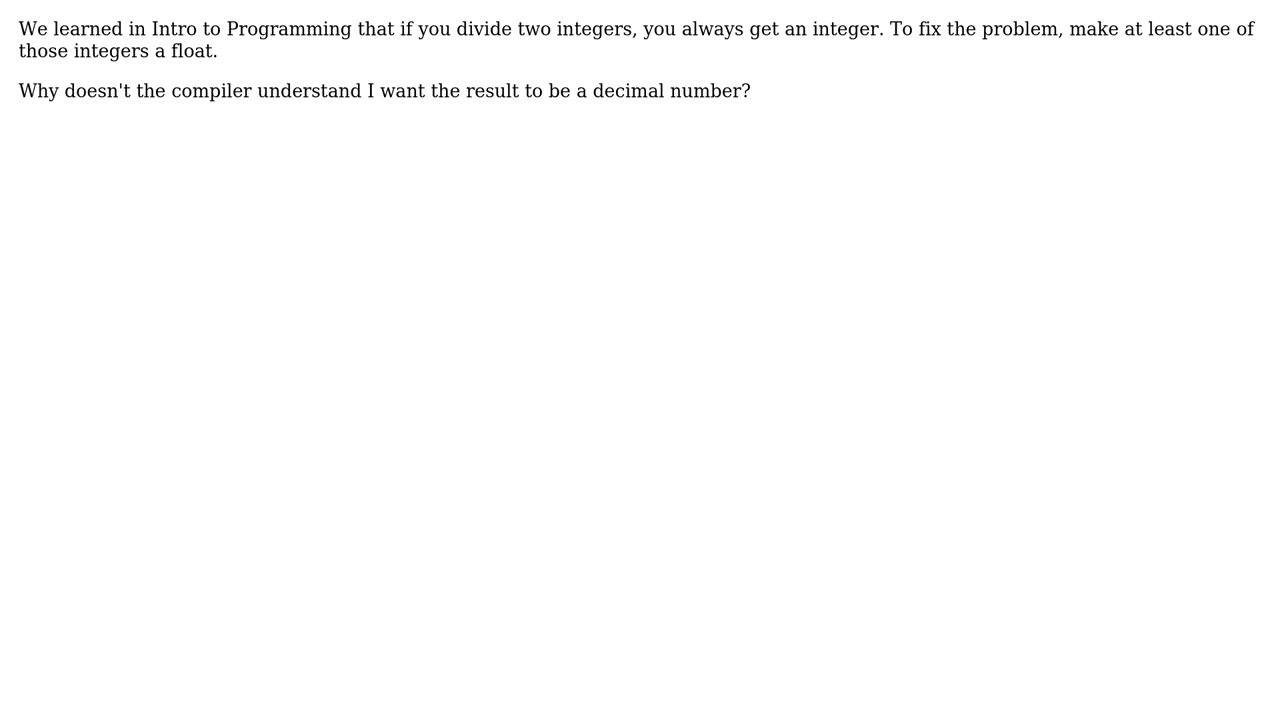 We learned in Intro to Programming that if you divide two integers, you always get an integer. To fix the problem, make at least one of
those integers a float.
Why doesn't the compiler understand I want the result to be a decimal number?